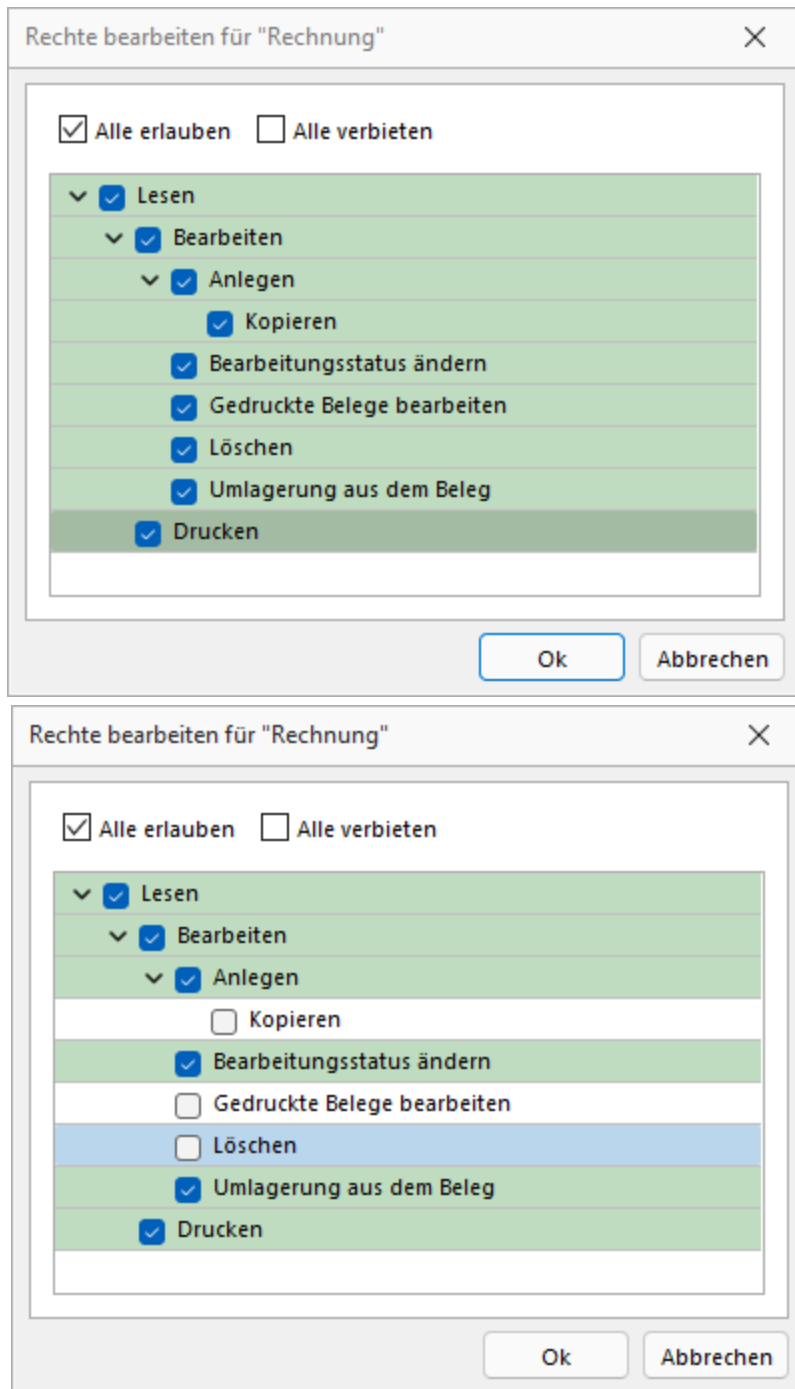 Rechte bearbeiten für "Rechnung"
Alle erlauben Alle verbieten
Lesen
Bearbeiten
Anlegen
Kopieren
Bearbeitungsstatus ändern
Gedruckte Belege bearbeiten
Löschen
Umlagerung aus dem Beleg
Drucken
Ok Abbrechen
Rechte bearbeiten für "Rechnung"
Alle erlauben Alle verbieten
Lesen
Bearbeiten
Anlegen
Kopieren
Bearbeitungsstatus ändern
Gedruckte Belege bearbeiten
Löschen
Umlagerung aus dem Beleg
Drucken
Ok Abbrechen